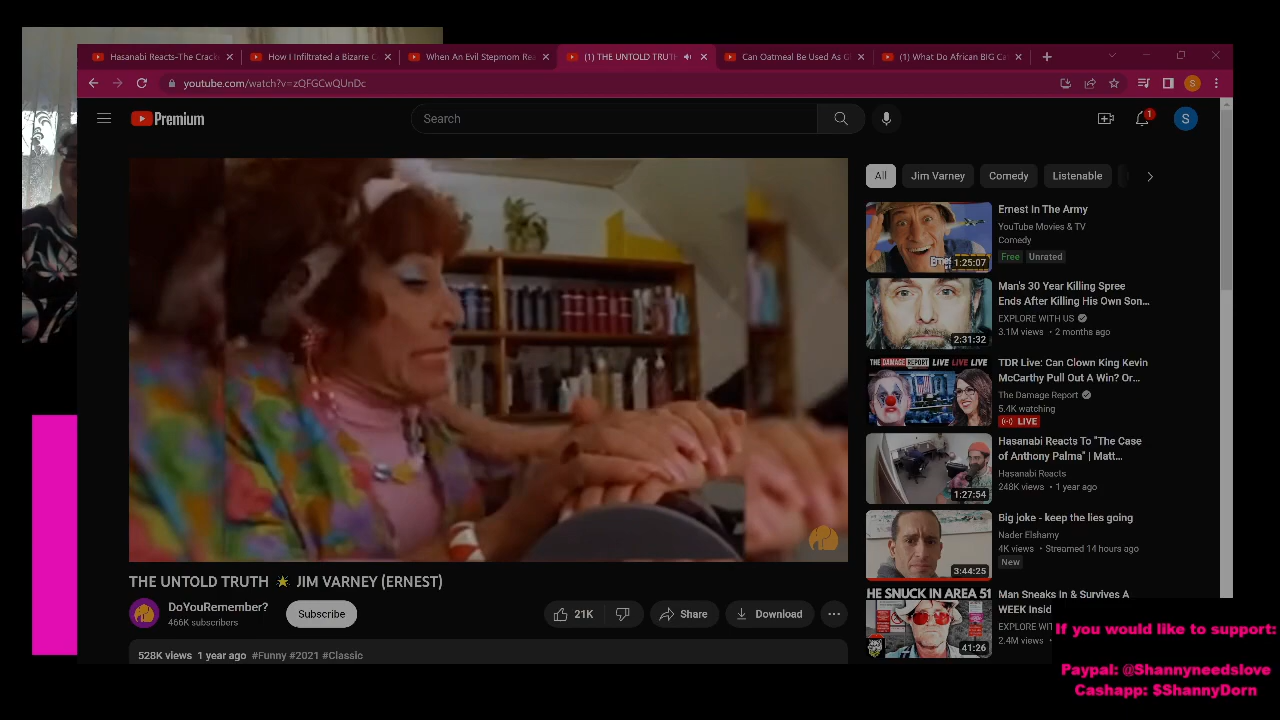 Hasanabi Reacts-The Crack
How I Infiltrated a Bizarre C
When An Evil Stepmom Rea
(1) THE UNTOLD TRUTH
Can Oatmeal Be Used As G
(1) What Do African BIG Ca
youtube.com/watch?v=zQFGCwQUnDc
S
Premium
Search
1
S
All
Jim Varney
Comedy
Listenable
Ernest In The Army
YouTube Movies & TV
Comedy
Free
Unrated
1:25:07
Man's 30 Year Killing Spree
Ends After Killing His Own Son...
EXPLORE WITH US
3.1M views • 2 months ago
2:31:32
THE DAMAGE REPORT LIVE LIVE LIVE
TDR Live: Can Clown King Kevin
McCarthy Pull Out A Win? Or...
The Damage Report
5.4K watching
LIVE
Hasanabi Reacts To "The Case
of Anthony Palma" | Matt...
Hasanabi Reacts
248K views • 1 year ago
1:27:54
Big joke - keep the lies going
Nader Elshamy
4K views • Streamed 14 hours ago
New
3:44:25
HE SNUCK IN AREA 51
Man Sneaks In & Survives A
WEEK Insid
EXPLORE WIT
2.4M views
41:26
THE UNTOLD TRUTH ★ JIM VARNEY (ERNEST)
DoYouRemember?
466K subscribers
Subscribe
21K
Share
Download
528K views 1 year ago #Funny #2021 #Classic
If you would like to support:
Paypal: @Shannyneedslove
Cashapp: $ShannyDorn